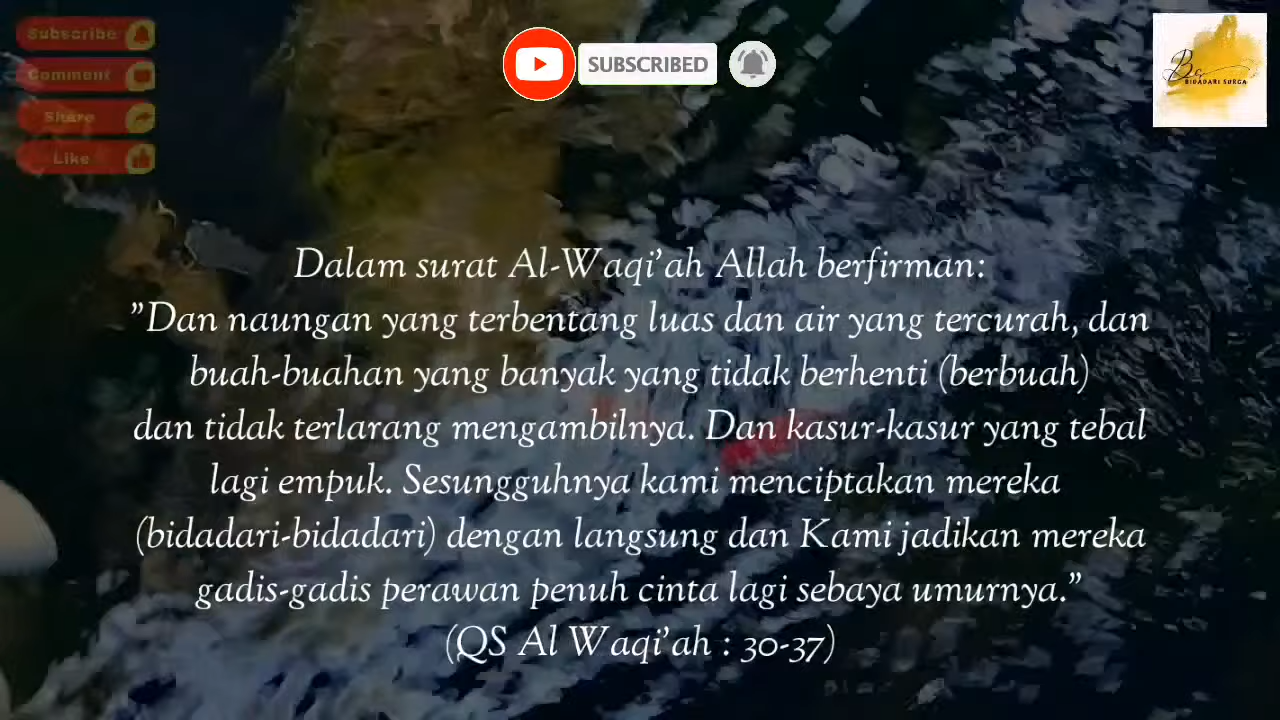 Subscribe
Comment
Share
Like
SUBSCRIBED
Bs
BIDADARI SURGA
Dalam surat Al-Waqi'ah Allah berfirman:
"Dan naungan yang terbentang luas dan air yang tercurah, dan
buah-buahan yang banyak yang tidak berhenti (berbuah)
dan tidak terlarang mengambilnya. Dan kasur-kasur yang tebal
lagi empuk. Sesungguhnya kami menciptakan mereka
(bidadari-bidadari) dengan langsung dan Kami jadikan mereka
gadis-gadis perawan penuh cinta lagi sebaya umurnya."
(QS Al Waqi'ah : 30-37)